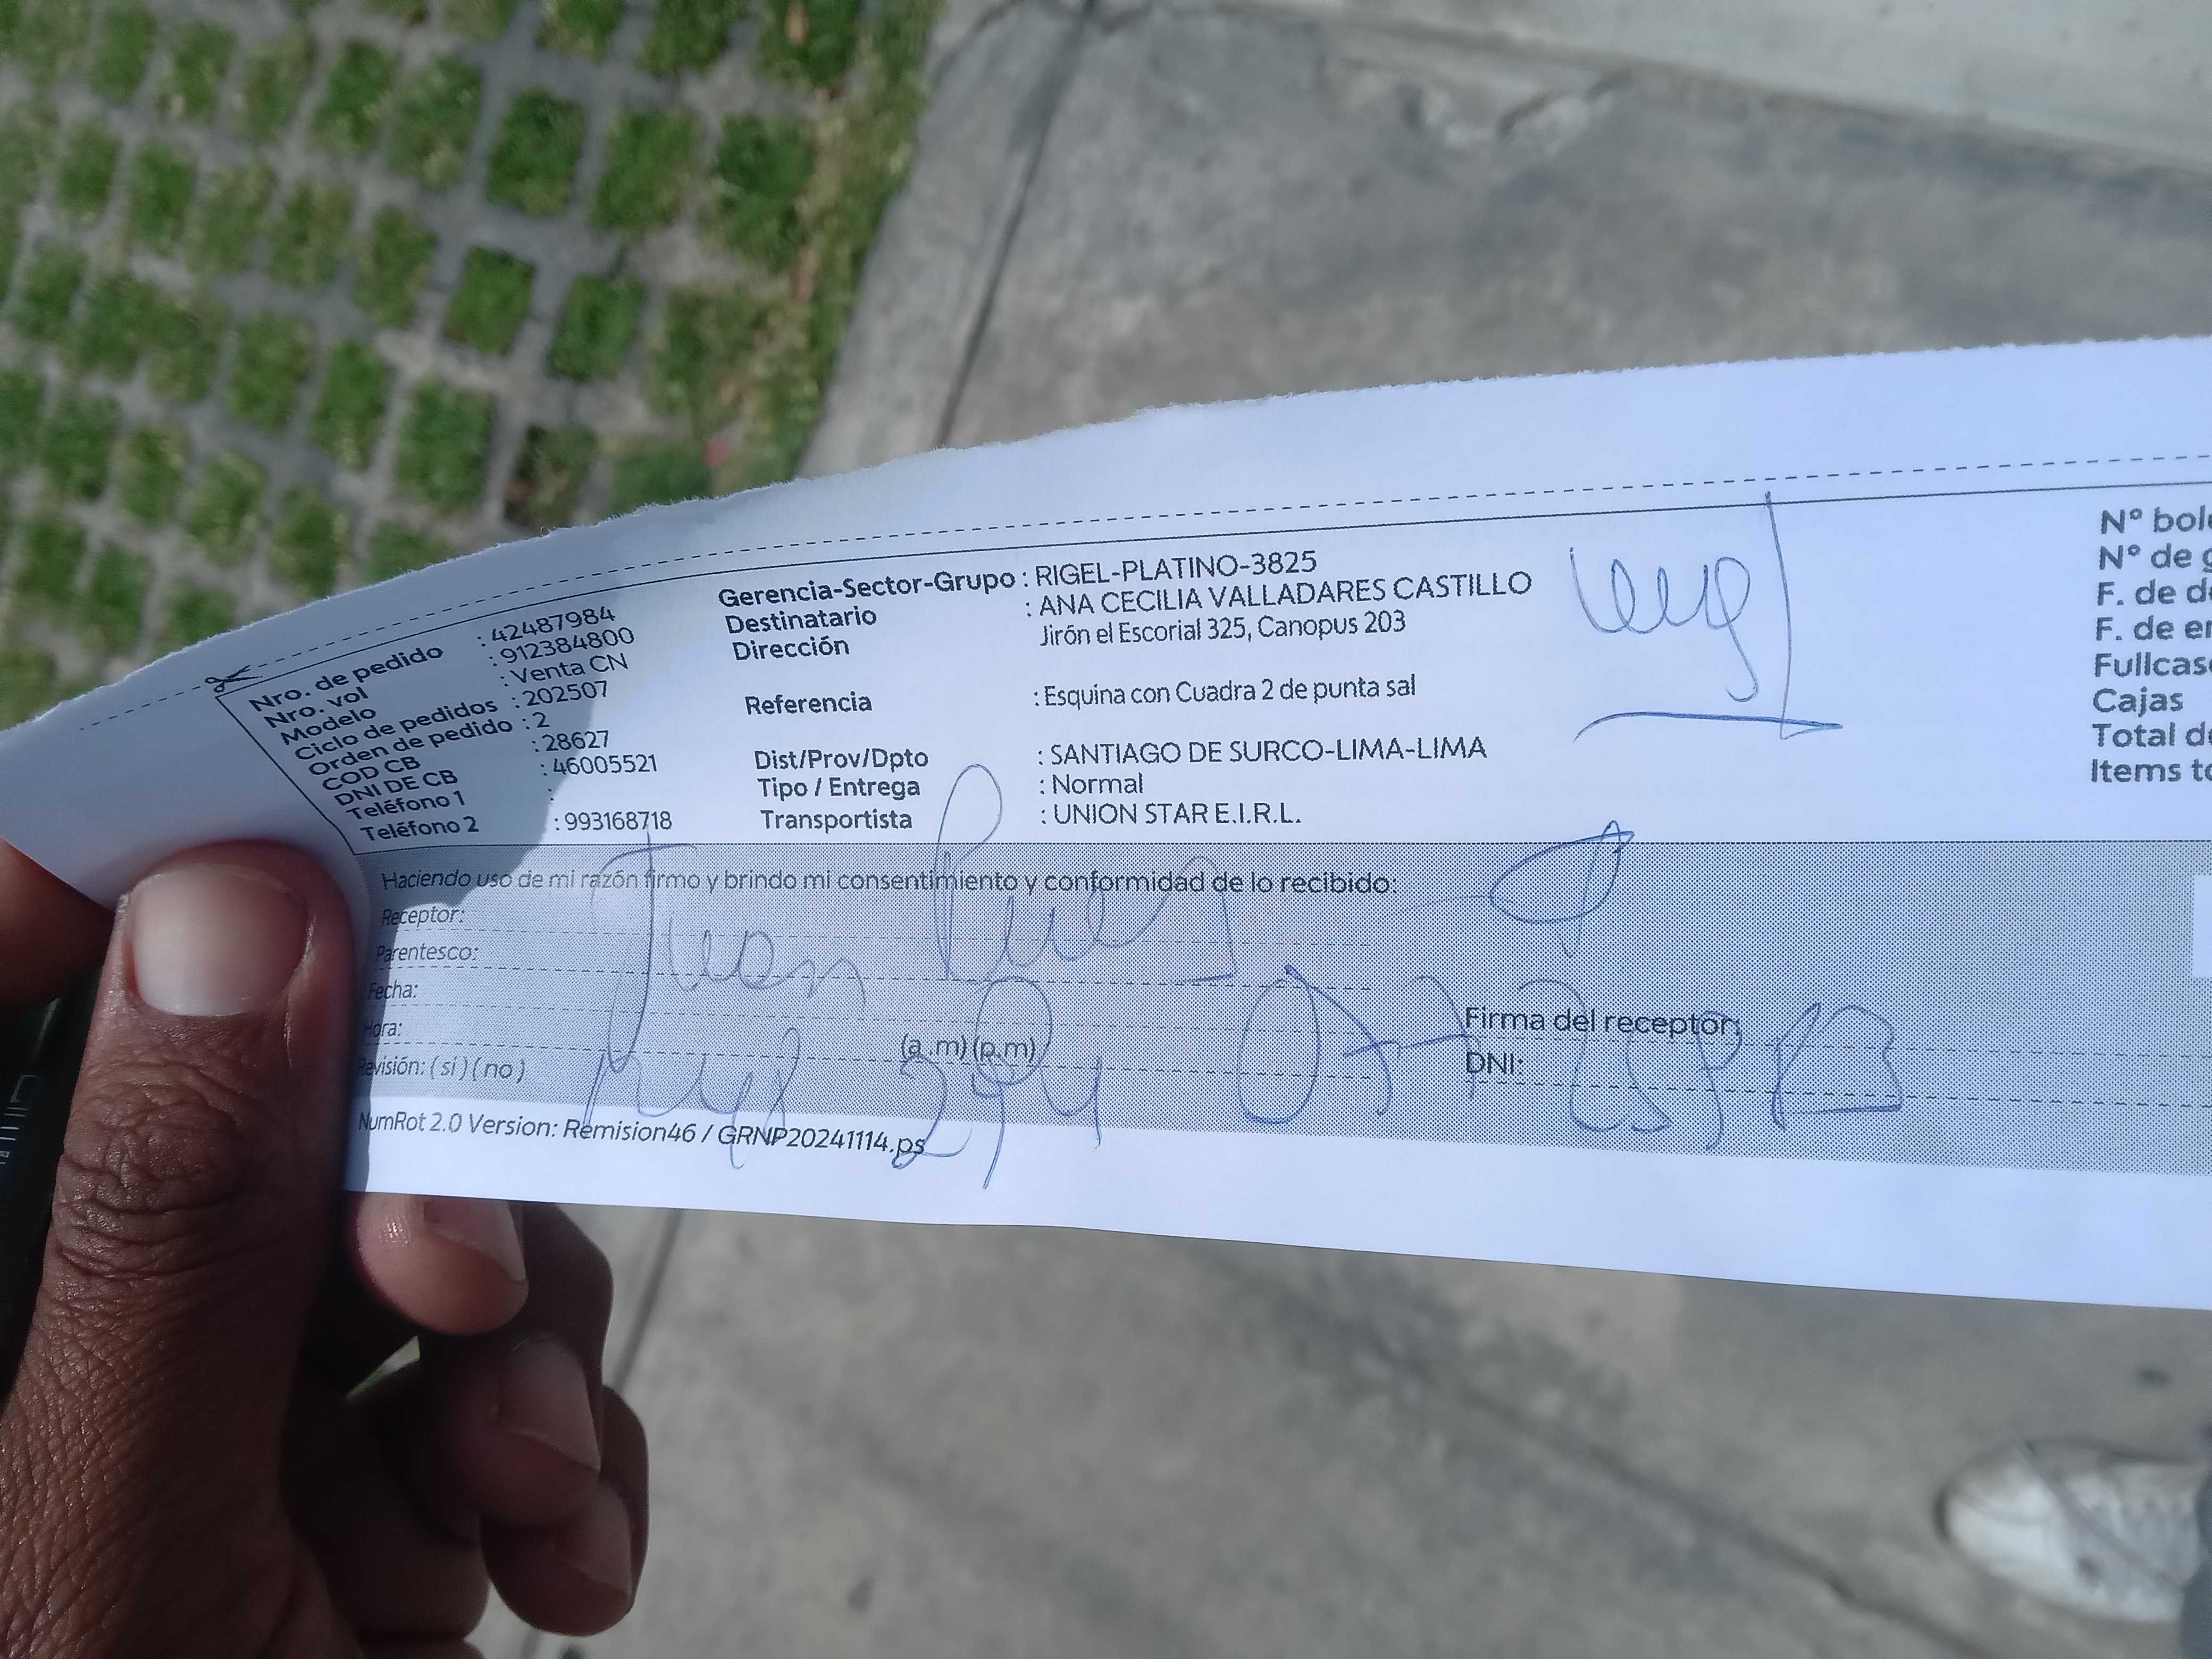 Nro. de pedido : 42487984
Nro. vol : 912384800
Modelo : Venta CN
Ciclo de pedidos : 202507
Orden de pedido : 2
COD CB : 28627
DNI DE CB : 46005521
Teléfono 1 :
Teléfono 2 : 993168718
Gerencia-Sector-Grupo : RIGEL-PLATINO-3825
Destinatario : ANA CECILIA VALLADARES CASTILLO
Dirección Jirón el Escorial 325, Canopus 203
Referencia : Esquina con Cuadra 2 de punta sal
Dist/Prov/Dpto : SANTIAGO DE SURCO-LIMA-LIMA
Tipo / Entrega : Normal
Transportista : UNION STAR E.I.R.L.
N° bol
N° de g
F. de d
F. de e
Fullcas
Cajas
Total d
Items t
Haciendo uso de mi razón firmo y brindo mi consentimiento y conformidad de lo recibido:
Receptor:
Parentesco:
Fecha:
Hora: (a.m) (p.m)
Revisión: ( si ) ( no )
Juan
Firma del receptor
DNI:
NumRot 2.0 Version: Remision46 / GRNP20241114.ps